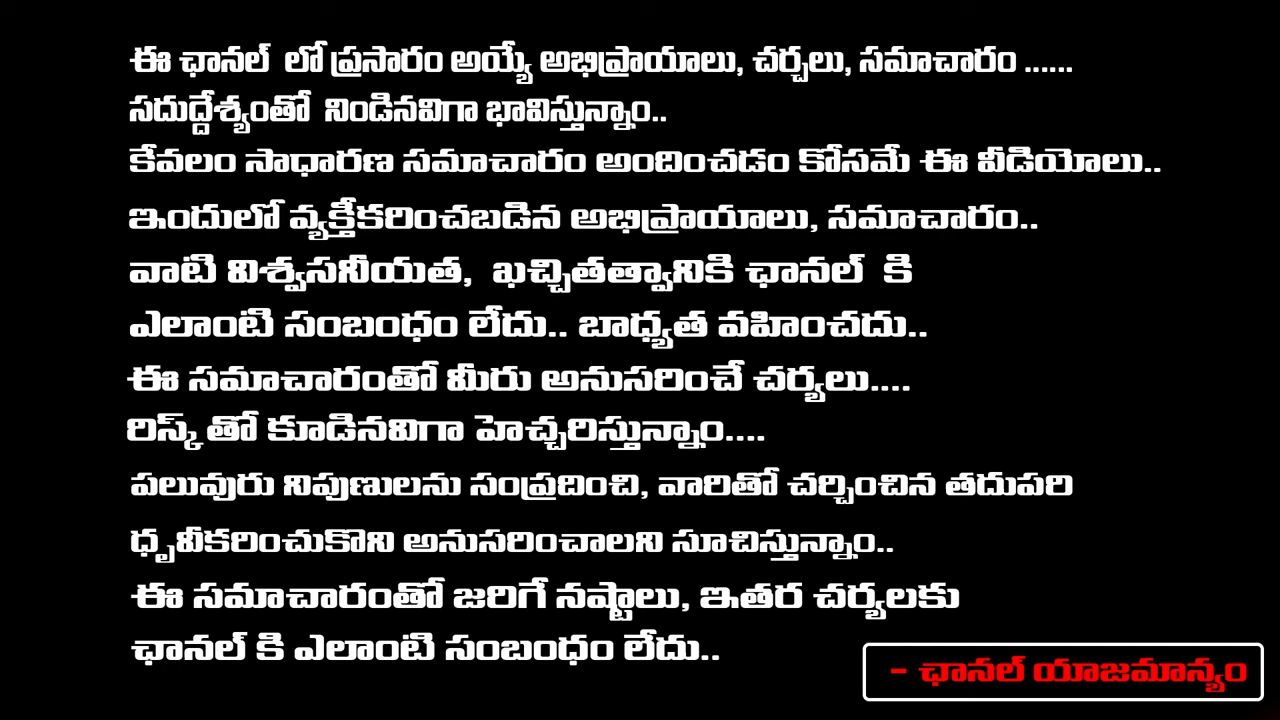 ఈ ఛానల్ లో ప్రసారం అయ్యే అభిప్రాయాలు, చర్చలు, సమాచారం ......
సదుద్దేశ్యంతో నిండినవిగా భావిస్తున్నాం..
కేవలం సాధారణ సమాచారం అందించడం కోసమే ఈ వీడియోలు..
ఇందులో వ్యక్తీకరించబడిన అభిప్రాయాలు, సమాచారం..
వాటి విశ్వసనీయత, ఖచ్చితత్వానికి ఛానల్ కి
ఎలాంటి సంబంధం లేదు.. బాధ్యత వహించదు..
ఈ సమాచారంతో మీరు అనుసరించే చర్యలు....
రిస్క్ తో కూడినవిగా హెచ్చరిస్తున్నాం....
పలువురు నిపుణులను సంప్రదించి, వారితో చర్చించిన తదుపరి
ధృవీకరించుకొని అనుసరించాలని సూచిస్తున్నాం..
ఈ సమాచారంతో జరిగే నష్టాలు, ఇతర చర్యలకు
ఛానల్ కి ఎలాంటి సంబంధం లేదు..
- ఛానల్ యాజమాన్యం